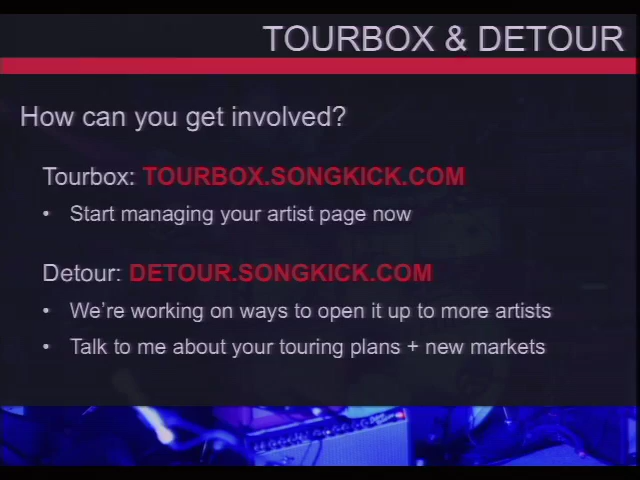 TOURBOX & DETOUR
How can you get involved?
Tourbox: TOURBOX.SONGKICK.COM
• Start managing your artist page now
Detour: DETOUR.SONGKICK.COM
• We're working on ways to open it up to more artists
• Talk to me about your touring plans + new markets